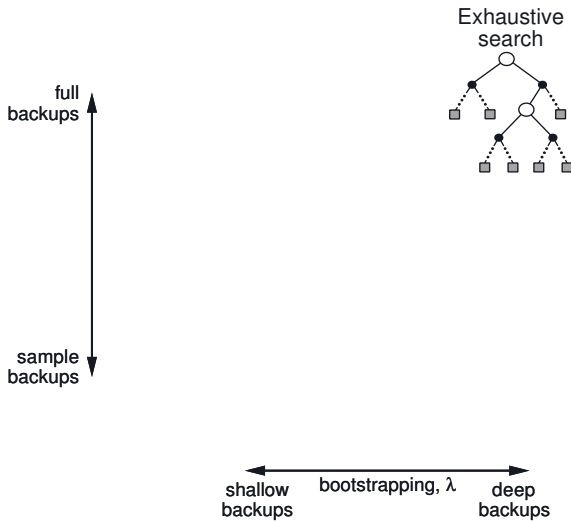 Exhaustive
search
full
backups
sample
backups
bootstrapping, λ
shallow
backups
deep
backups